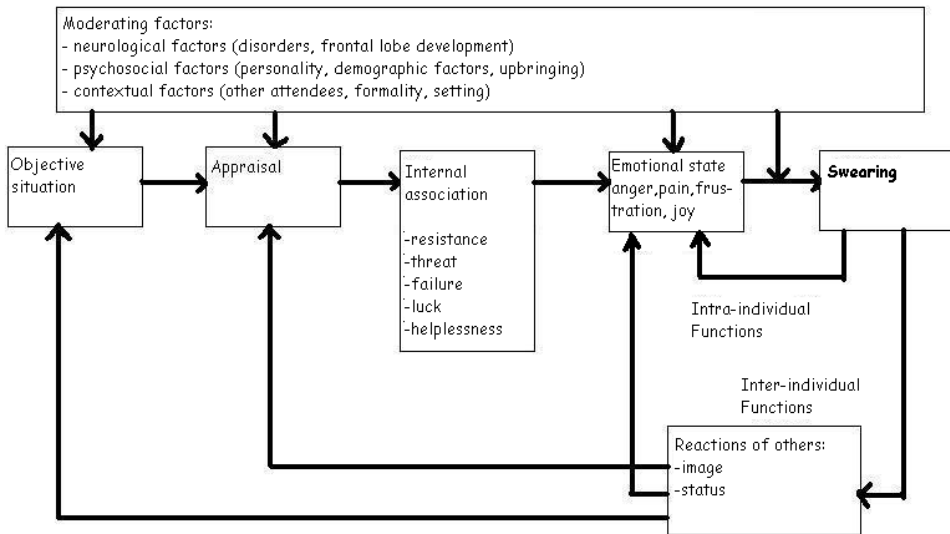 Moderating factors:
- neurological factors (disorders, frontal lobe development)
- psychosocial factors (personality, demographic factors, upbringing)
- contextual factors (other attendees, formality, setting)
Objective
situation
Appraisal
Internal
association
-resistance
-threat
-failure
-luck
-helplessness
Emotional state
anger,pain,frus-
tration, joy
Swearing
Intra-individual
Functions
Inter-individual
Functions
Reactions of others:
-image
-status